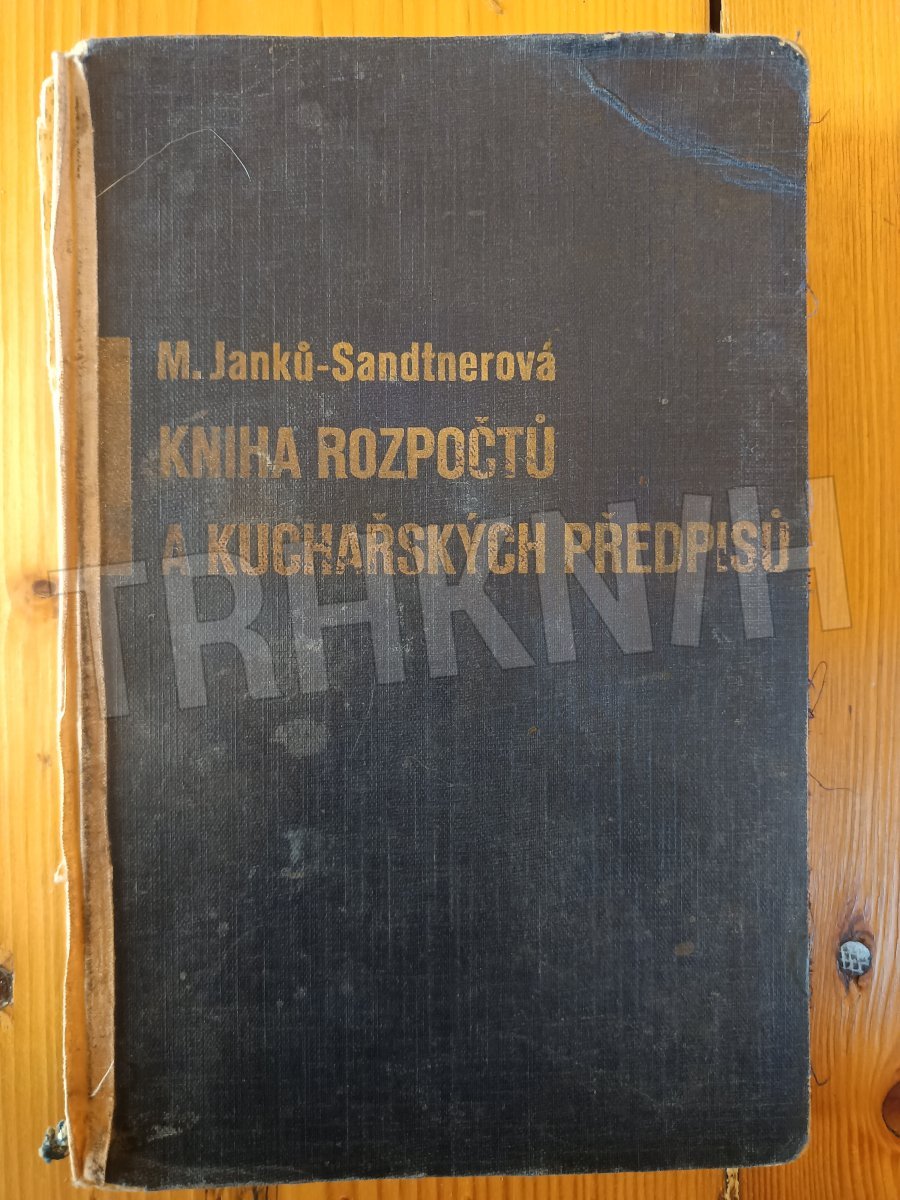 M. Janků-Sandtnerová
KNIHA ROZPOČTŮ
A KUCHAŘSKÝCH PŘEDPISŮ
TRHKNIH